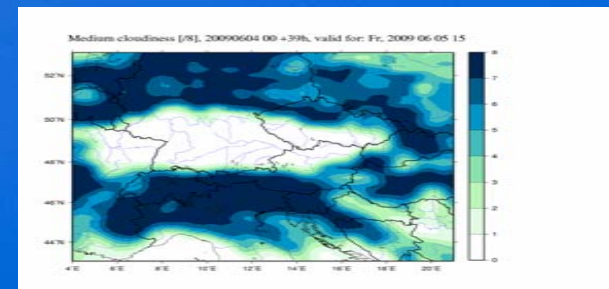 Medium cloudiness [/8], 20090604 00 +39h, valid for: Fr, 2009 06 05 15
8
52°N
7
6
50°N
5
4
48°N
3
46°N
2
1
44°N
0
4°E 6°E 8°E 10°E 12°E 14°E 16°E 18°E 20°E